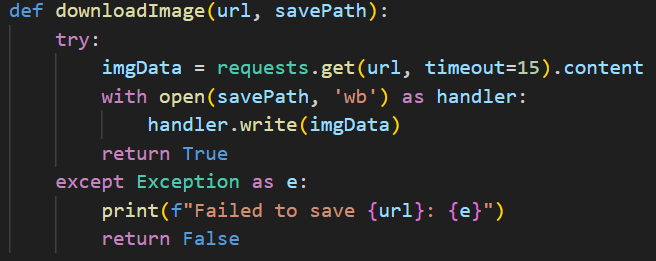 def downloadImage(url, savePath):
    try:
        imgData = requests.get(url, timeout=15).content
        with open(savePath, 'wb') as handler:
            handler.write(imgData)
        return True
    except Exception as e:
        print(f"Failed to save {url}: {e}")
        return False